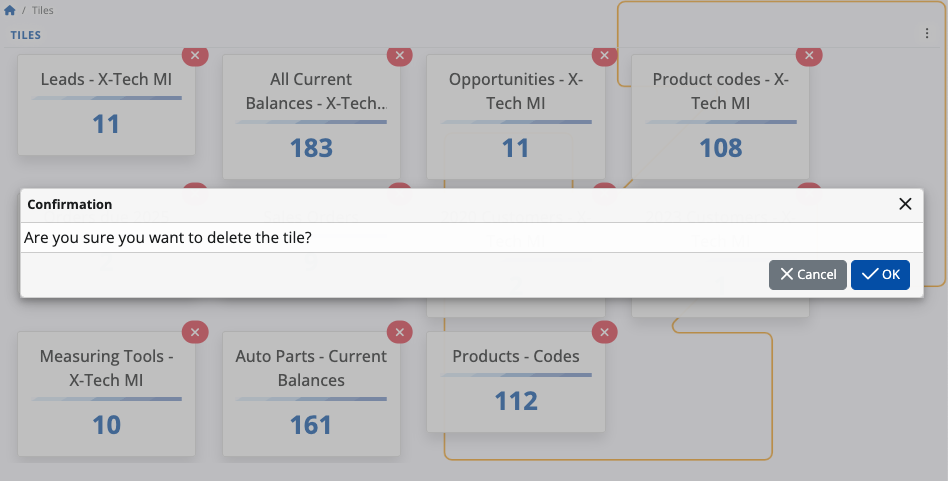 / Tiles
TILES
Leads - X-Tech MI
11
All Current
Balances - X-Tech...
183
Opportunities - X-
Tech MI
11
Product codes - X-
Tech MI
108
Confirmation
Are you sure you want to delete the tile?
Cancel
OK
Measuring Tools -
X-Tech MI
10
Auto Parts - Current
Balances
161
Products - Codes
112